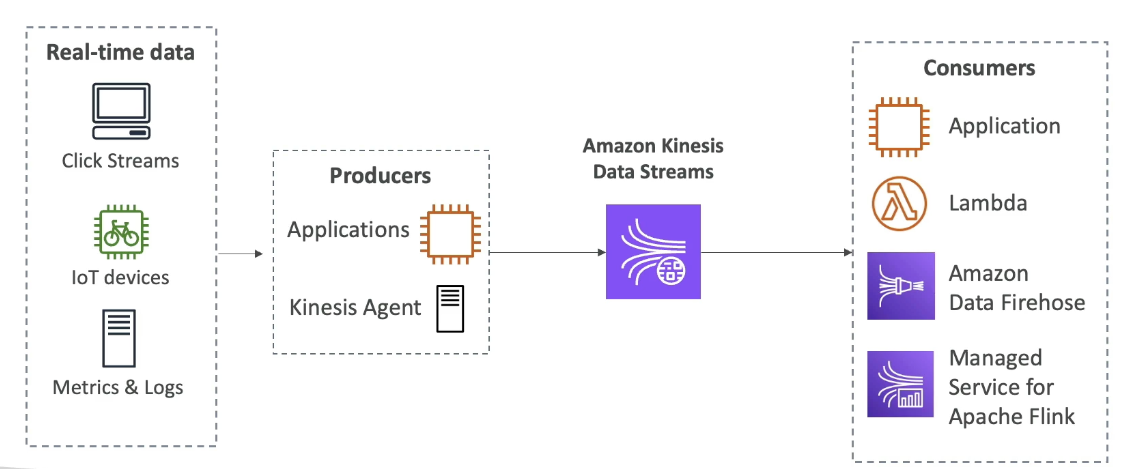 Real-time data
Click Streams
IoT devices
Metrics & Logs
Producers
Applications
Kinesis Agent
Amazon Kinesis
Data Streams
Consumers
Application
Lambda
Amazon
Data Firehose
Managed
Service for
Apache Flink